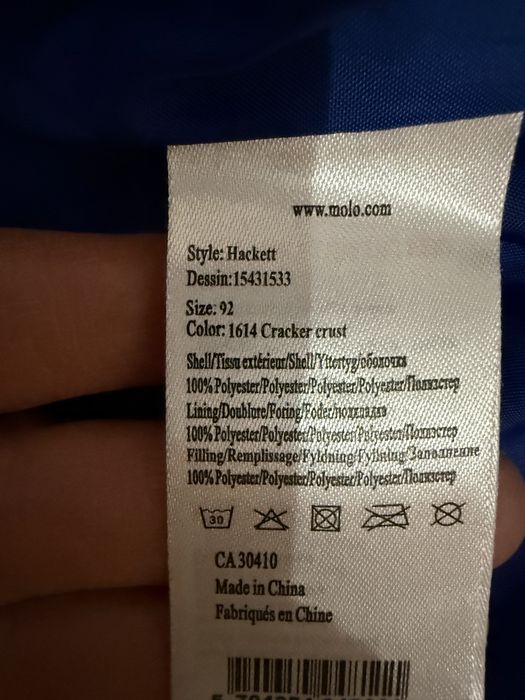 www.molo.com
Style: Hackett
Dessin:15431533
Size: 92
Color: 1614 Cracker crust
Shell/Tissu extérieur/Shell/Yttertyg/оболочка
100% Polyester/Polyester/Polyester/Polyester/Полиэстер
Lining/Doublure/Foring/Foder/подкладка
100% Polyester/Polyester/Polyester/Polyester/Полиэстер
Filling/Remplissage/Fyldning/Fyllning/Заполнение
100% Polyester/Polyester/Polyester/Polyester/Полиэстер
30
CA 30410
Made in China
Fabriqués en Chine